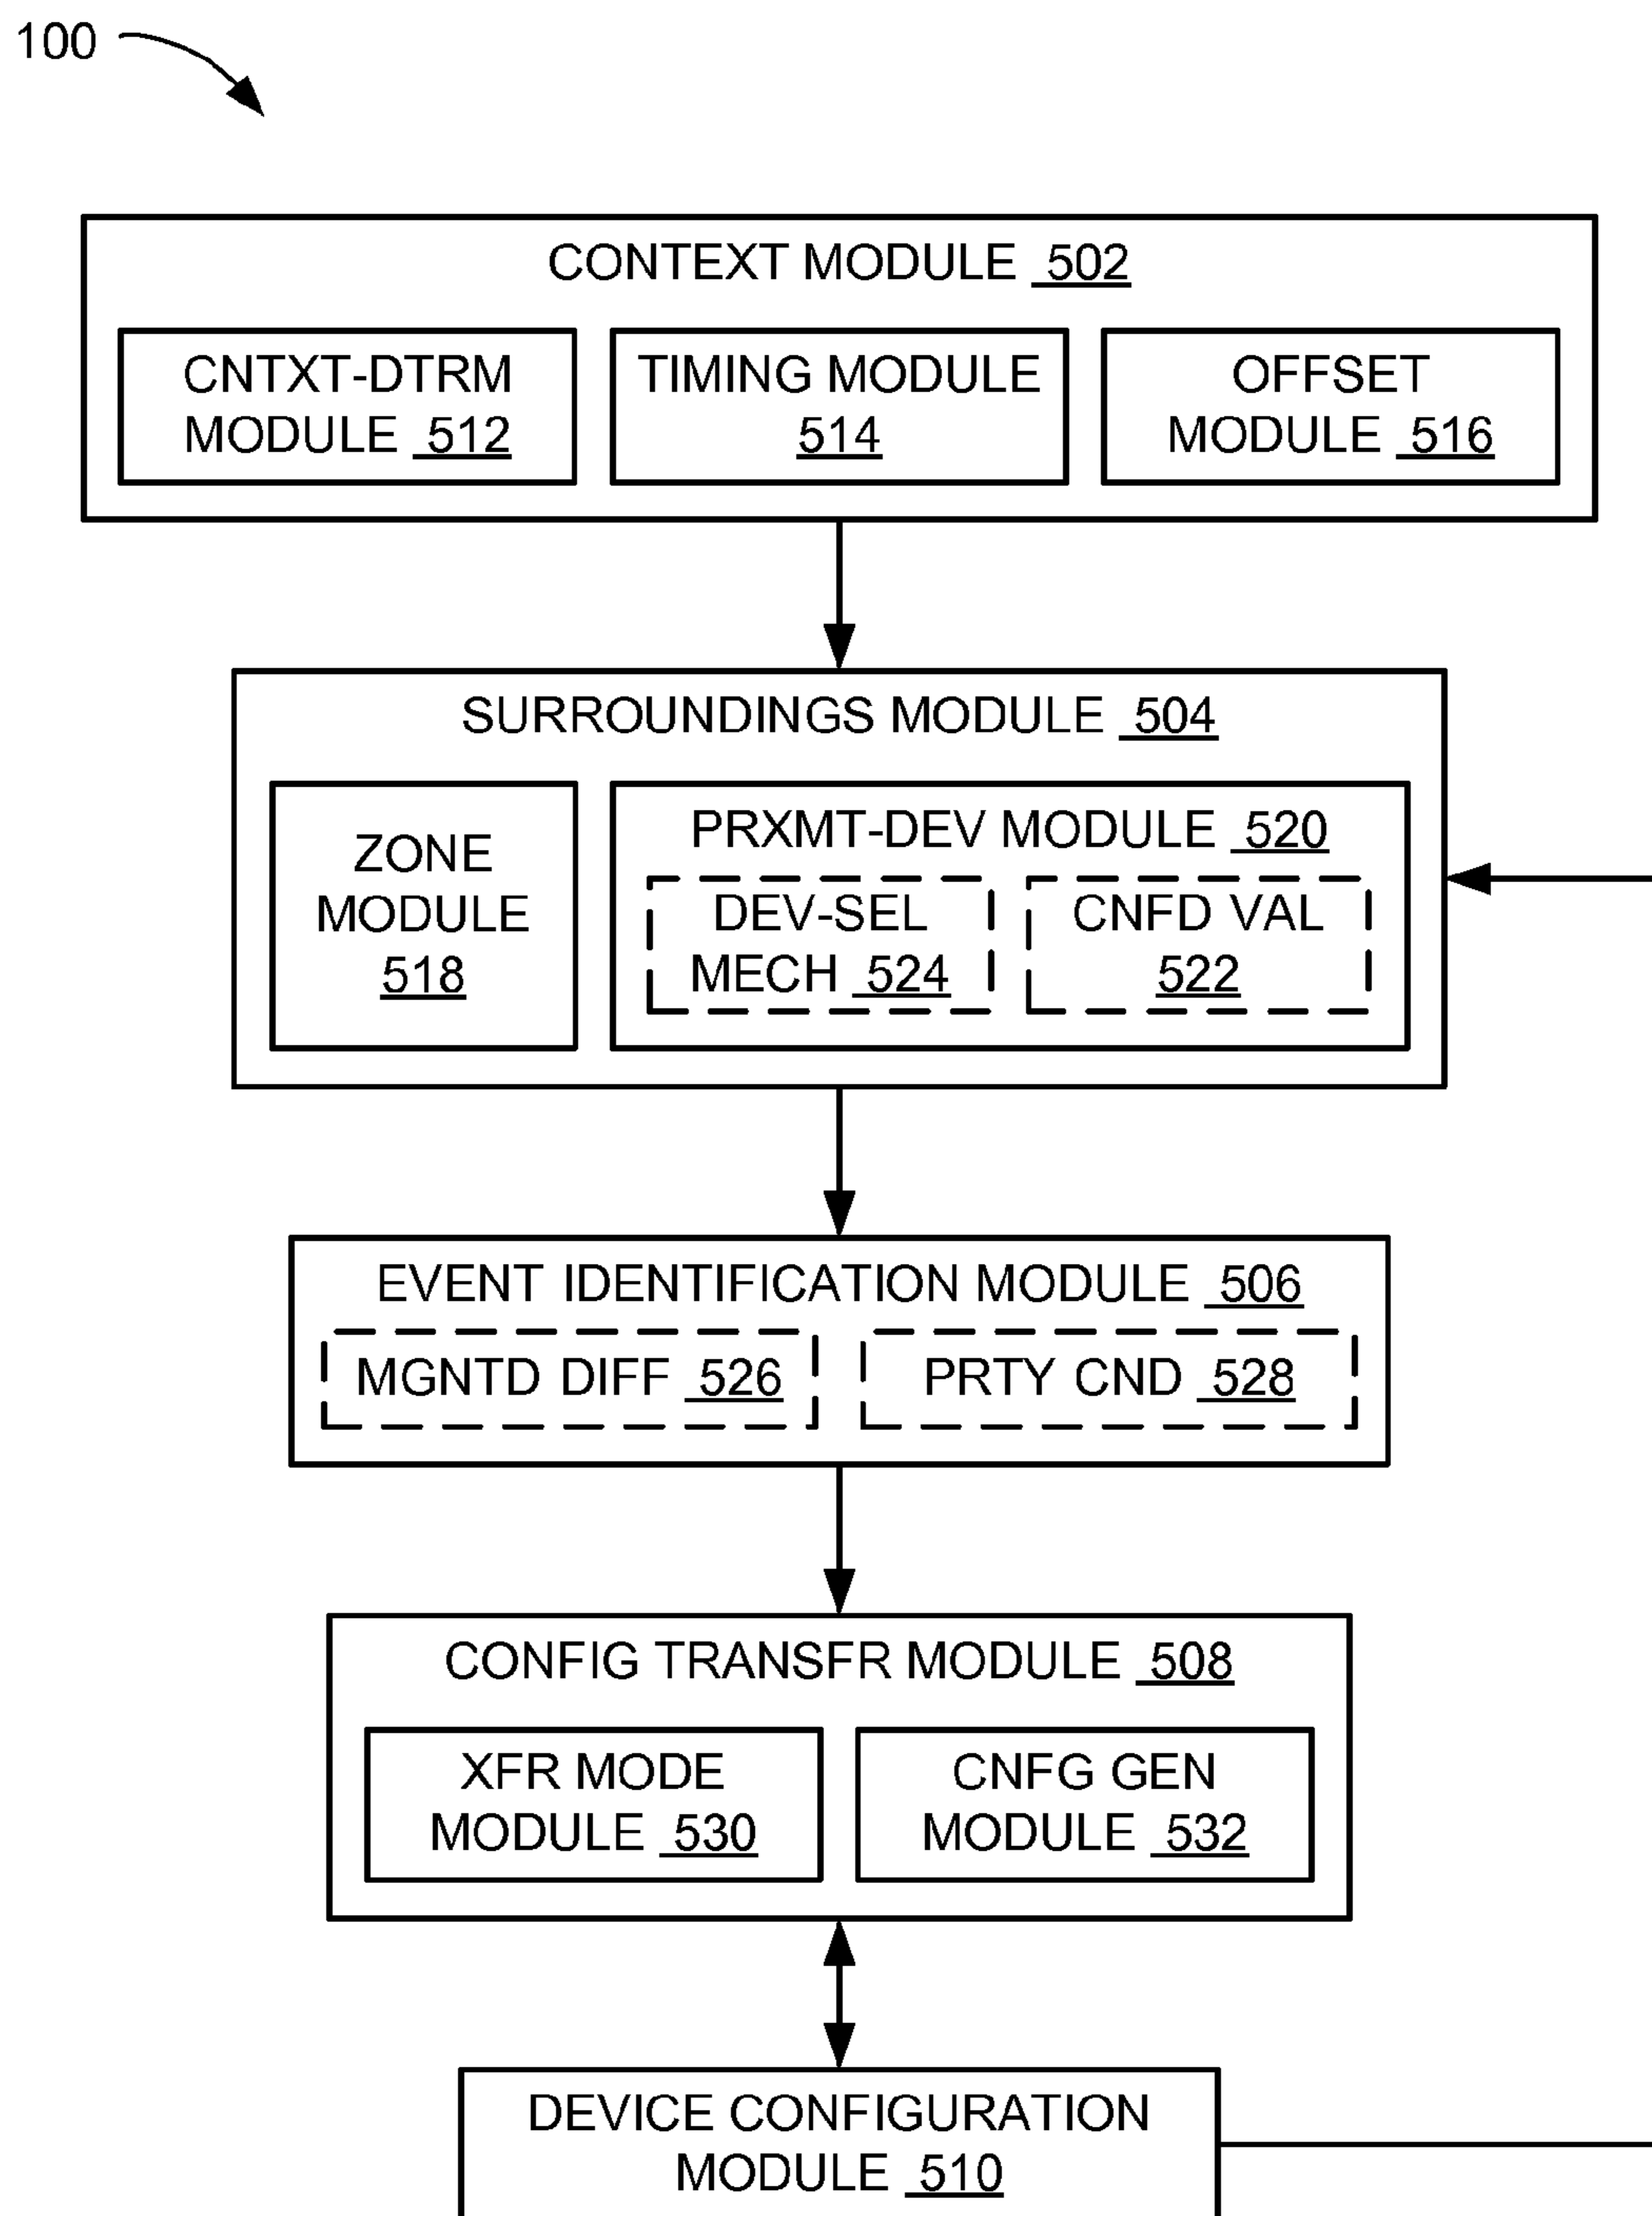 100
CONTEXT MODULE 502
CNTXT-DTRM
MODULE 512
TIMING MODULE
514
OFFSET
MODULE 516
SURROUNDINGS MODULE 504
ZONE
MODULE
518
PRXMT-DEV MODULE 520
DEV-SEL
MECH 524
CNFD VAL
522
EVENT IDENTIFICATION MODULE 506
MGNTD DIFF 526
PRTY CND 528
CONFIG TRANSFR MODULE 508
XFR MODE
MODULE 530
CNFG GEN
MODULE 532
DEVICE CONFIGURATION
MODULE 510